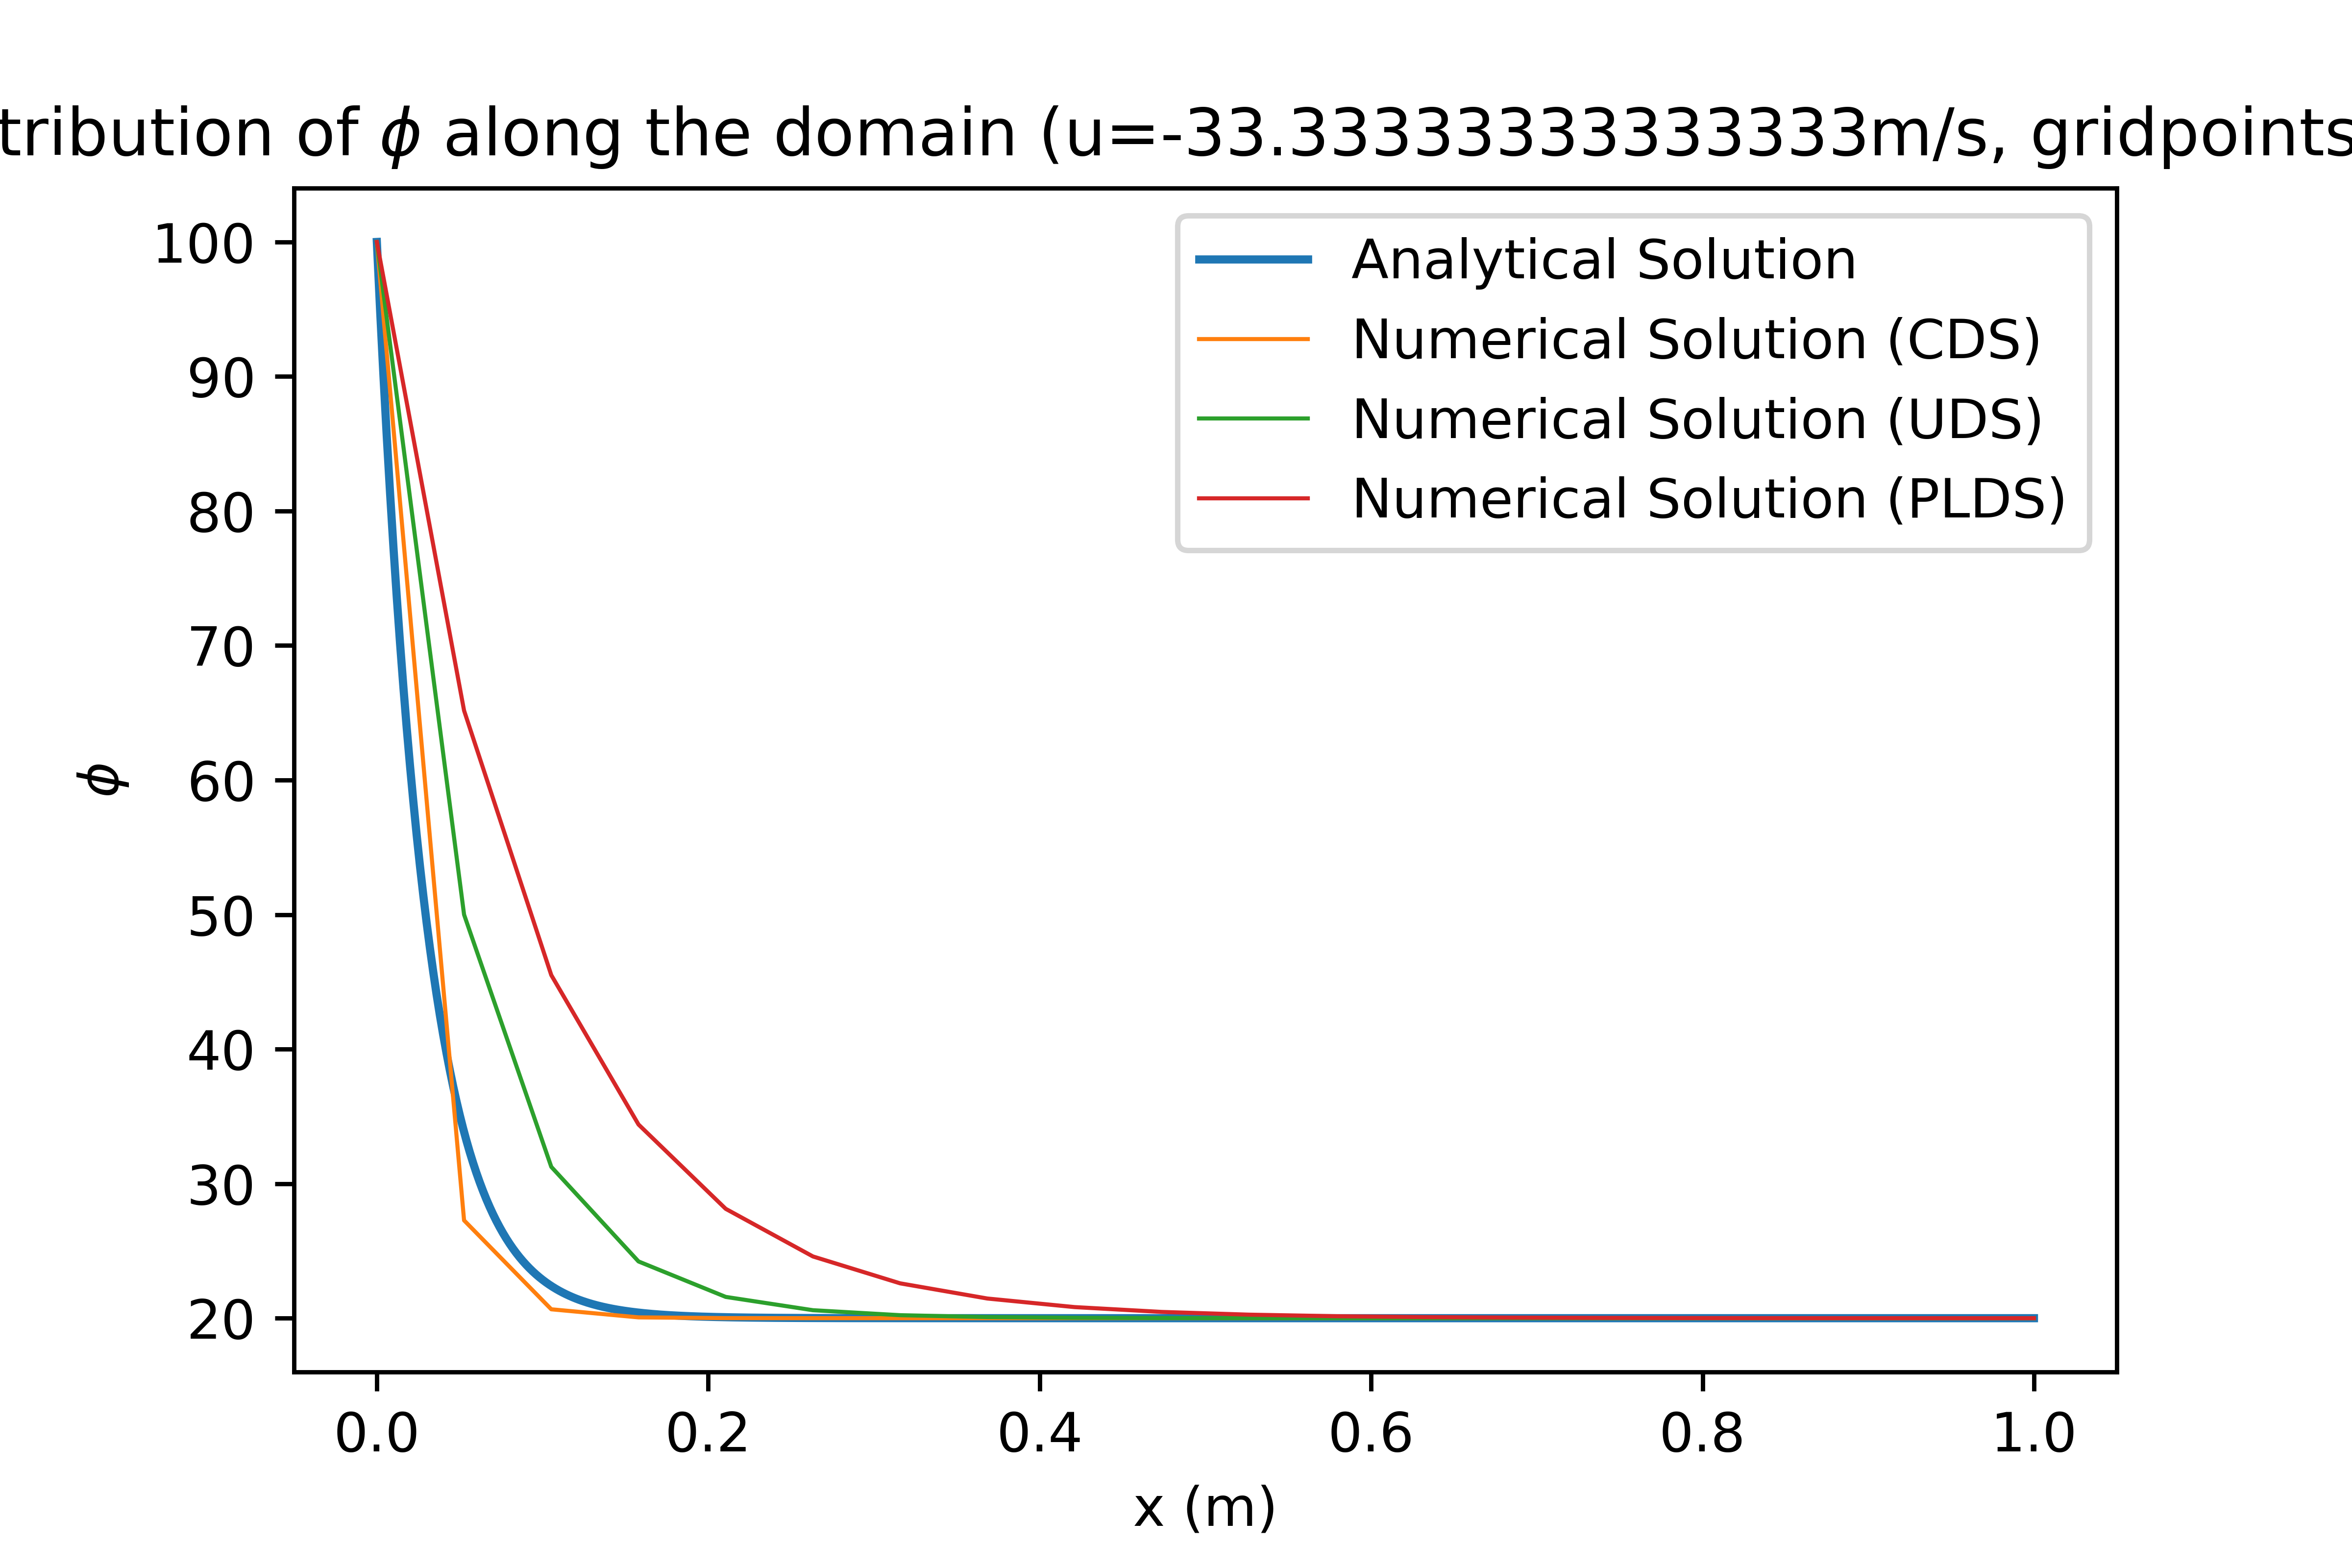 tribution of ϕ along the domain (u=-33.333333333333336m/s, gridpoints
Analytical Solution
Numerical Solution (CDS)
Numerical Solution (UDS)
Numerical Solution (PLDS)
100
90
80
70
60
50
40
30
20
ϕ
0.0 0.2 0.4 0.6 0.8 1.0
x (m)